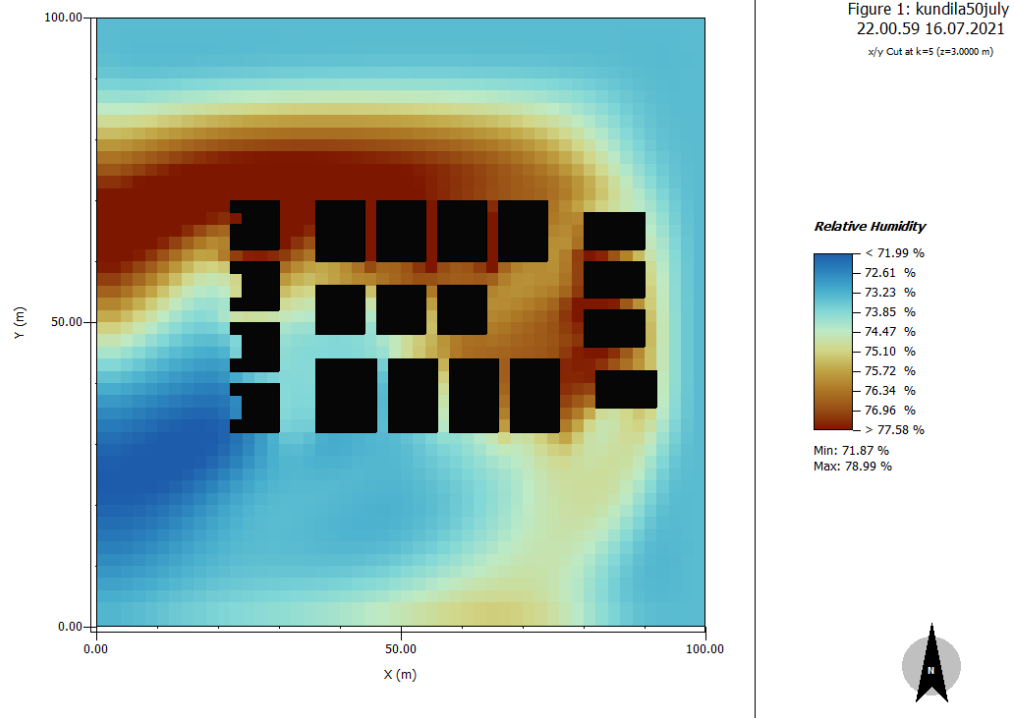 Figure 1: kundila50july
22.00.59 16.07.2021
x/y Cut at k=5 (z=3.0000 m)
100.00
50.00
0.00
Y (m)
0.00
50.00
100.00
X (m)
Relative Humidity
< 71.99 %
72.61 %
73.23 %
73.85 %
74.47 %
75.10 %
75.72 %
76.34 %
76.96 %
> 77.58 %
Min: 71.87 %
Max: 78.99 %
N